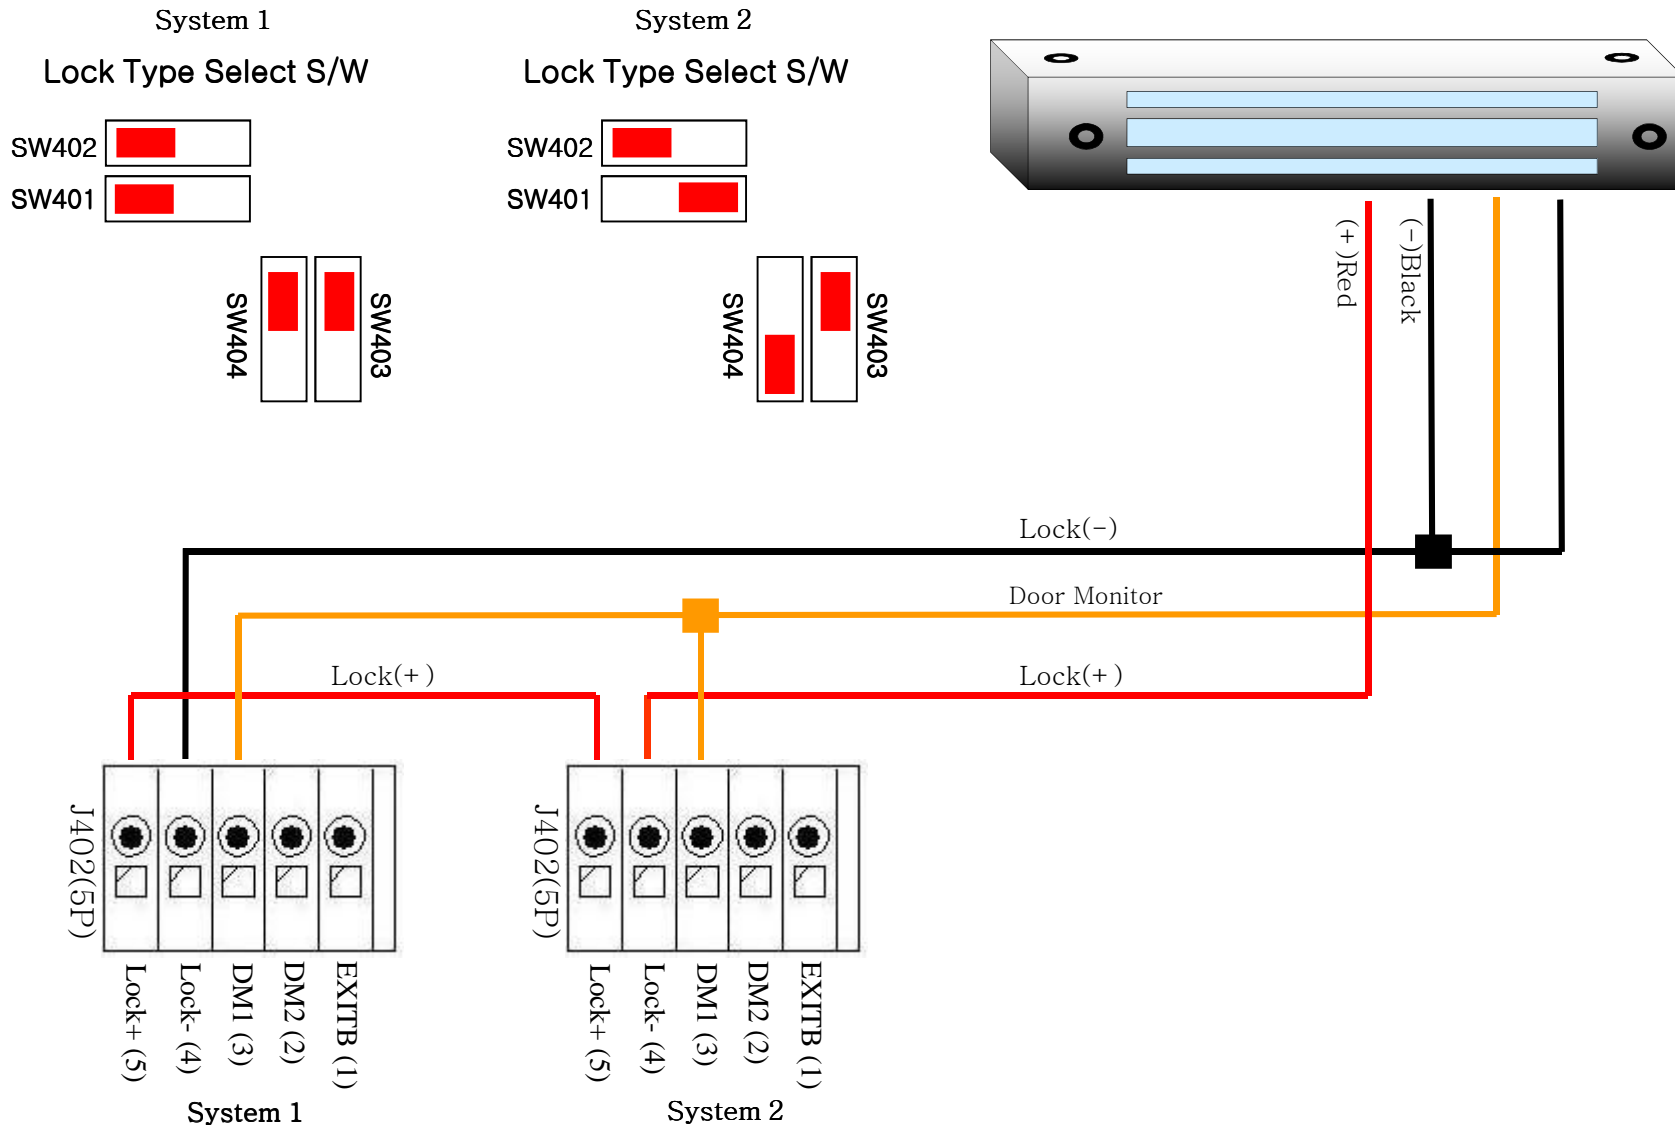 System 1
Lock Type Select S/W
SW402
SW401
SW404
SW403
System 2
Lock Type Select S/W
SW402
SW401
SW404
SW403
(+)Red
(-)Black
Lock(-)
Door Monitor
Lock(+)
Lock(+)
J402(5P)
Lock+ (5)
Lock- (4)
DM1 (3)
DM2 (2)
EXITB (1)
System 1
J402(5P)
Lock+ (5)
Lock- (4)
DM1 (3)
DM2 (2)
EXITB (1)
System 2